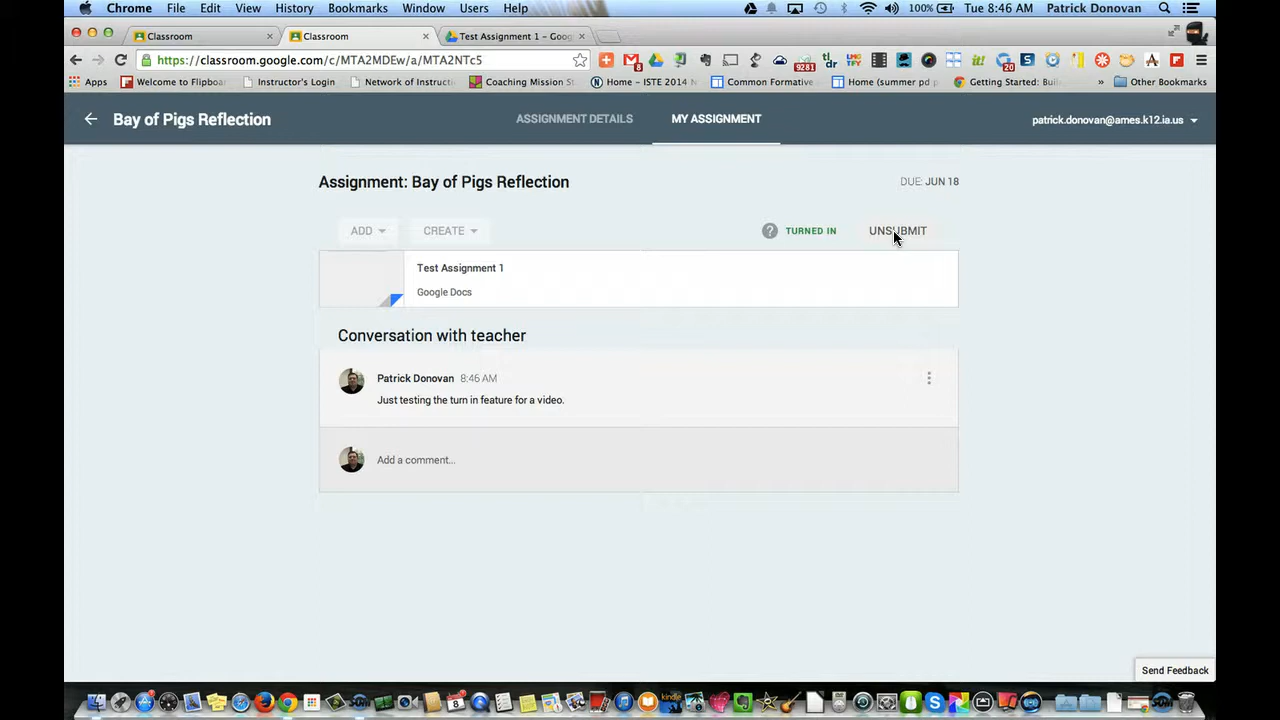 Chrome File Edit View History Bookmarks Window Users Help 100% Tue 8:46 AM Patrick Donovan
Classroom Classroom Test Assignment 1 – Goog
https://classroom.google.com/c/MTA2MDEw/a/MTA2NTc5 8 9281 20
Apps Welcome to Flipboa Instructor's Login Network of Instructi Coaching Mission St Home – ISTE 2014 N Common Formative Home (summer pd p Getting Started: Buil » Other Bookmarks
Bay of Pigs Reflection ASSIGNMENT DETAILS MY ASSIGNMENT patrick.donovan@ames.k12.ia.us
Assignment: Bay of Pigs Reflection DUE: JUN 18
ADD CREATE ? TURNED IN UNSUBMIT
Test Assignment 1
Google Docs
Conversation with teacher
Patrick Donovan 8:46 AM
Just testing the turn in feature for a video.
Add a comment...
Send Feedback